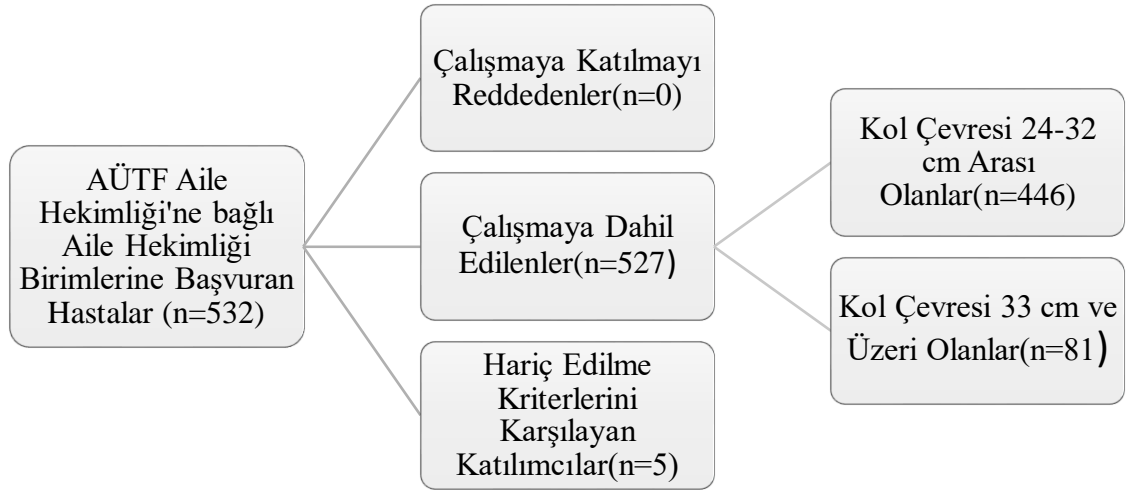 AÜTF Aile
Hekimliği'ne bağlı
Aile Hekimliği
Birimlerine Başvuran
Hastalar (n=532)
Çalışmaya Katılmayı
Reddedenler(n=0)
Çalışmaya Dahil
Edilenler(n=527)
Hariç Edilme
Kriterlerini
Karşılayan
Katılımcılar(n=5)
Kol Çevresi 24-32
cm Arası
Olanlar(n=446)
Kol Çevresi 33 cm ve
Üzeri Olanlar(n=81)